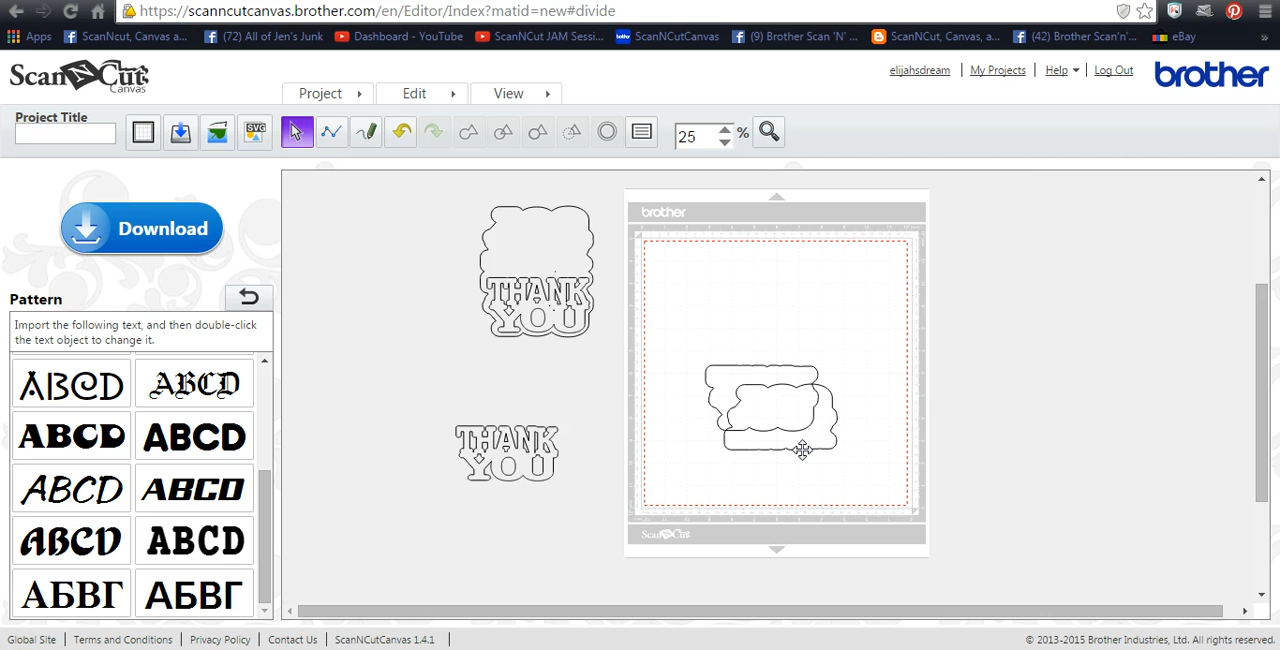 https://scanncutcanvas.brother.com/en/Editor/Index?matid=new#divide
Apps ScanNcut, Canvas a... (72) All of Jen's Junk Dashboard - YouTube ScanNCut JAM Sessi... ScanNCutCanvas (9) Brother Scan 'N' ... ScanNCut, Canvas, a... (42) Brother Scan'n'... eBay »
ScanNCut Canvas
elijahsdream My Projects Help Log Out brother
Project Edit View
Project Title
SVG
25 %
Download
brother
Pattern
Import the following text, and then double-click
the text object to change it.
ABCD ABCD
ABCD ABCD
ABCD ABCD
ABCD ABCD
АБВГ АБВГ
THANK
YOU
THANK
YOU
ScanNCut
Global Site Terms and Conditions Privacy Policy Contact Us ScanNCutCanvas 1.4.1 © 2013-2015 Brother Industries, Ltd. All rights reserved.